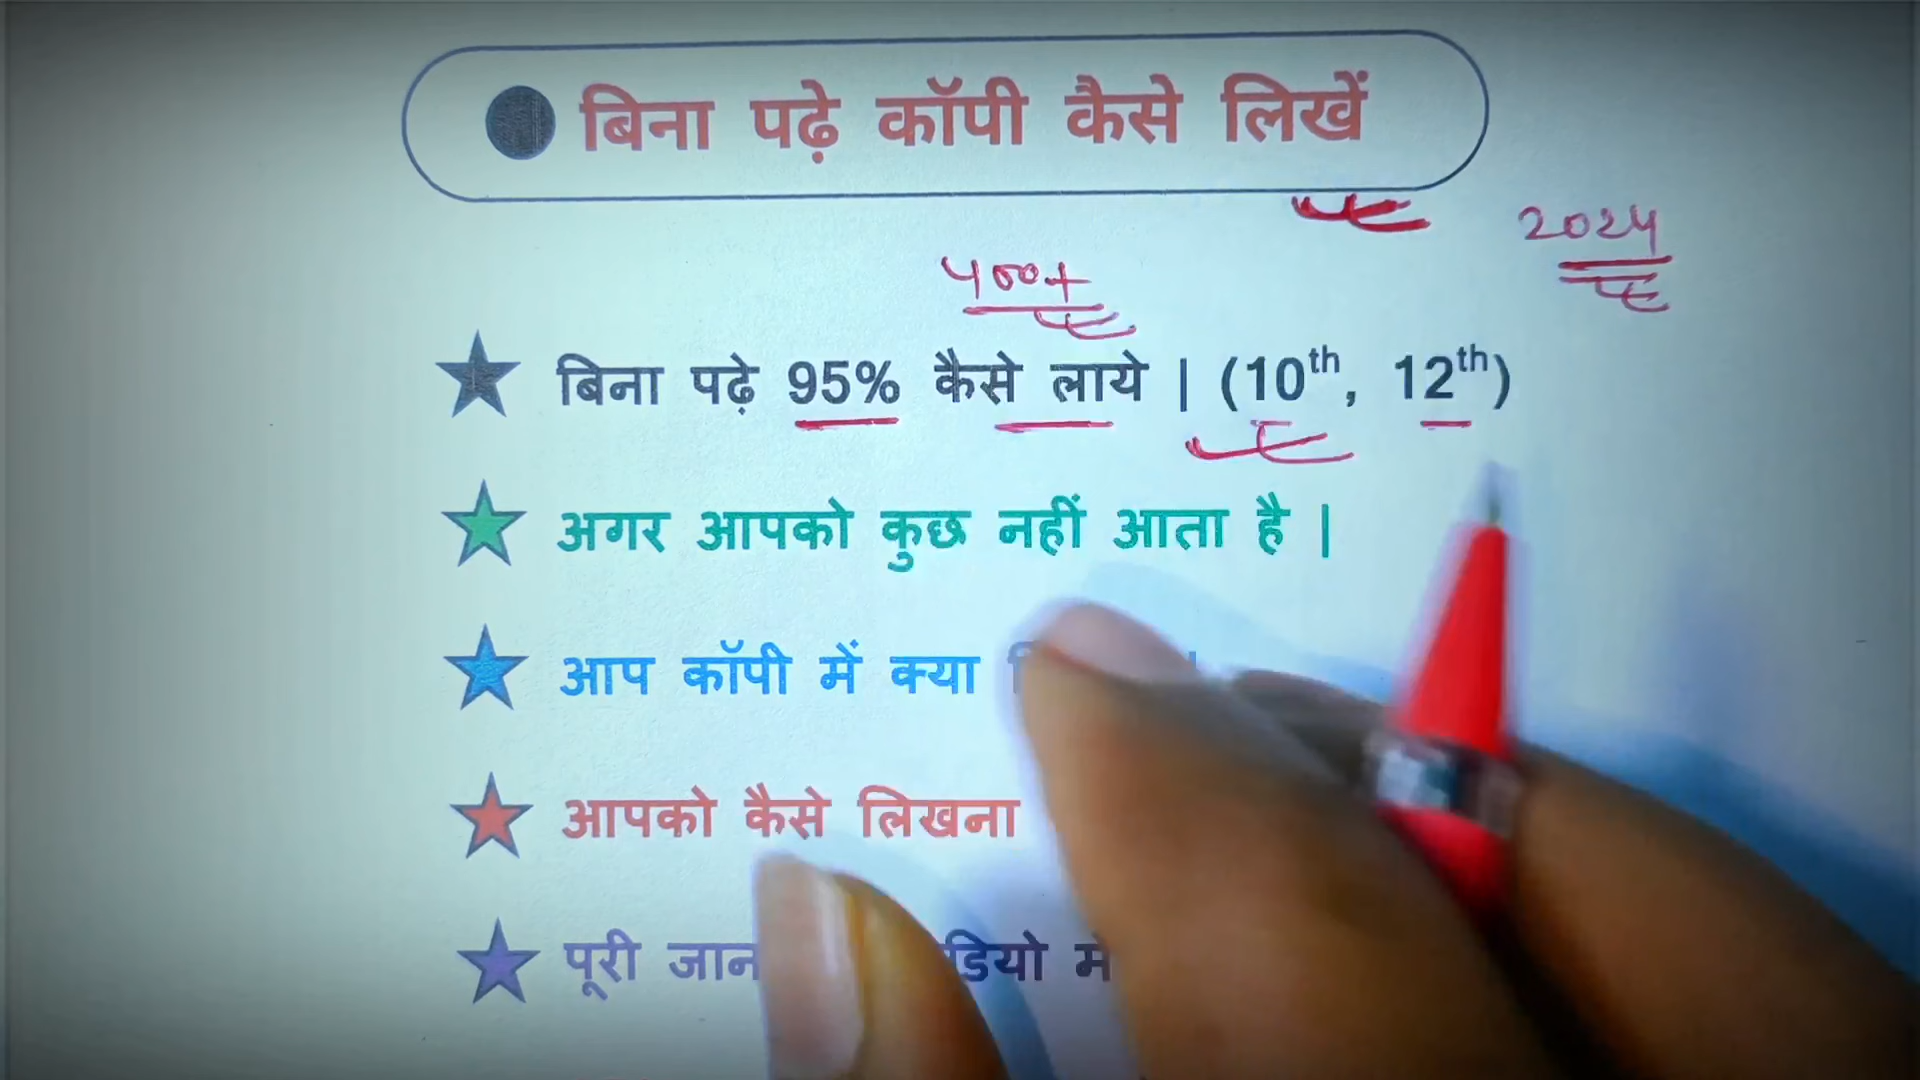 बिना पढ़े कॉपी कैसे लिखें
2024
400+
बिना पढ़े 95% कैसे लाये | (10th, 12th)
अगर आपको कुछ नहीं आता है |
आप कॉपी में क्या
आपको कैसे लिखना
पूरी